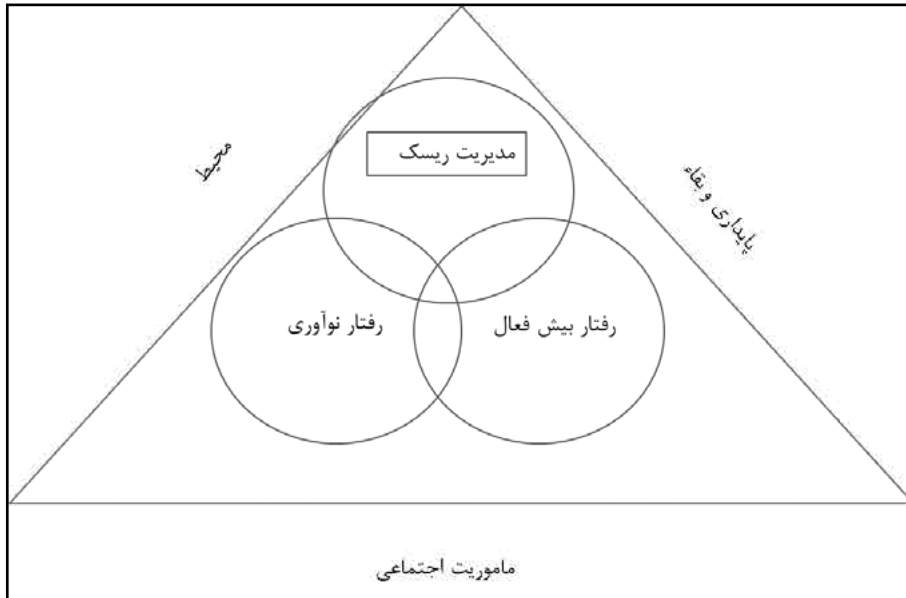 مدیریت ریسک
محیط
پایداری و بقاء
رفتار نوآوری
رفتار بیش فعال
ماموریت اجتماعی